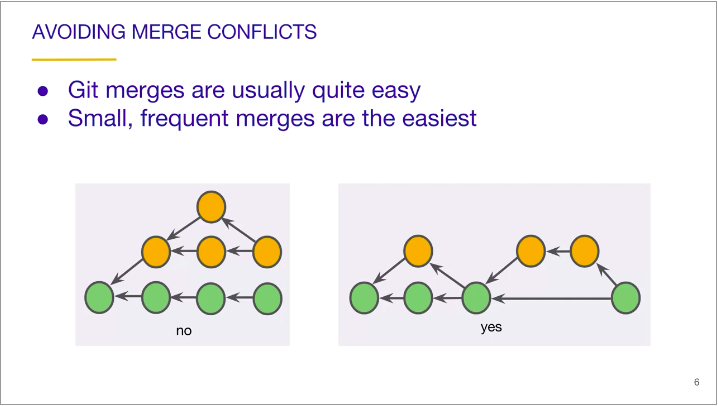 AVOIDING MERGE CONFLICTS
● Git merges are usually quite easy
● Small, frequent merges are the easiest
no
yes
6